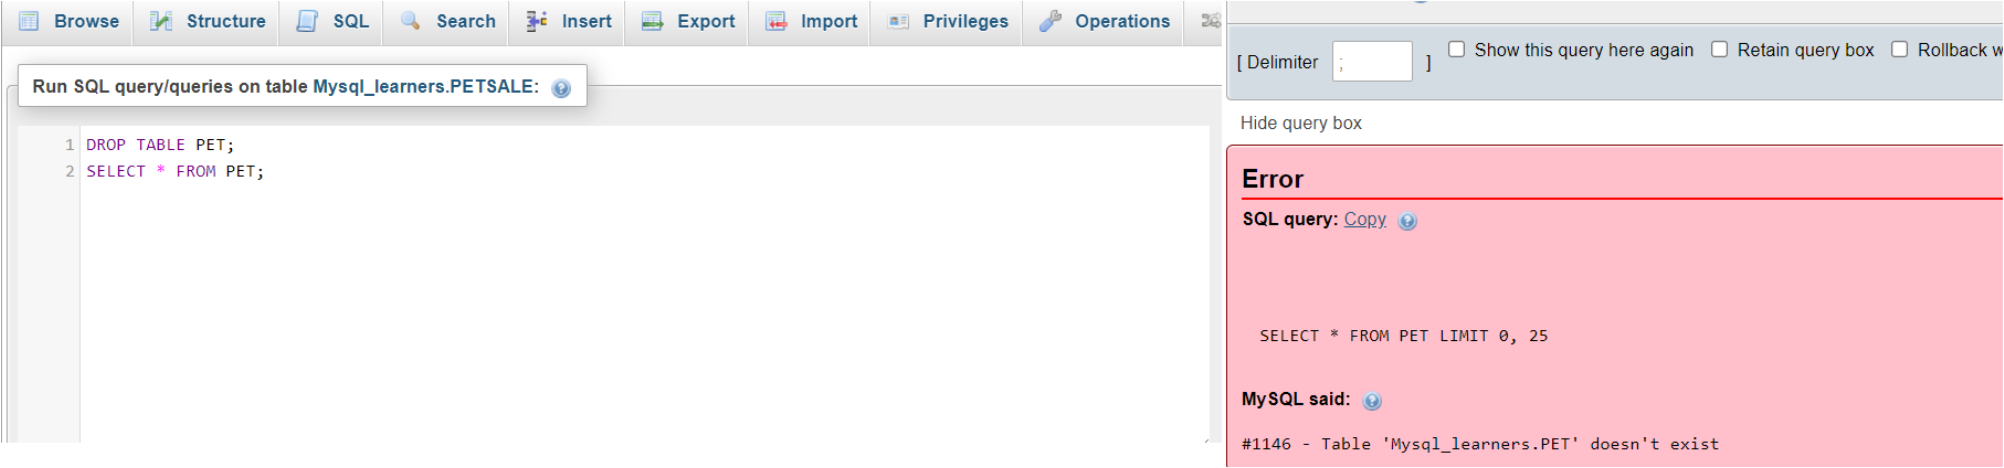 Browse Structure SQL Search Insert Export Import Privileges Operations
Run SQL query/queries on table Mysql_learners.PETSALE:
1 DROP TABLE PET;
2 SELECT * FROM PET;
[ Delimiter ; ] Show this query here again Retain query box Rollback w
Hide query box
Error
SQL query: Copy
SELECT * FROM PET LIMIT 0, 25
MySQL said:
#1146 - Table 'Mysql_learners.PET' doesn't exist